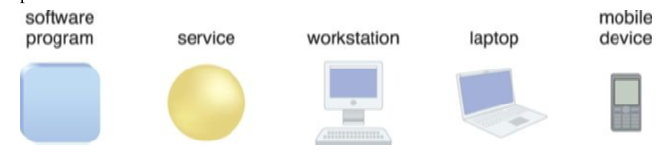 software
program
service
workstation
laptop
mobile
device